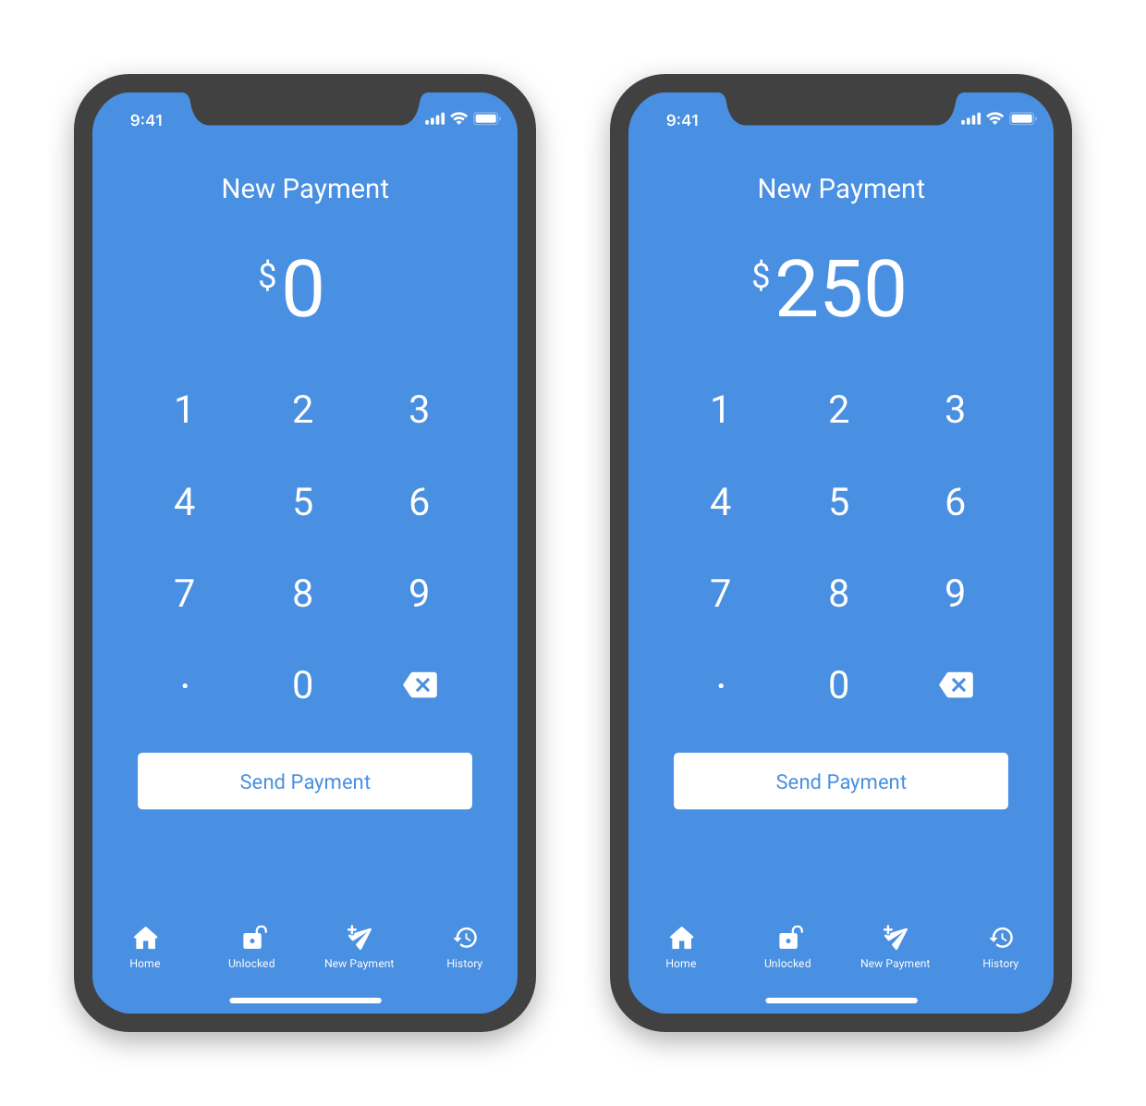 9:41
New Payment
$0
1 2 3
4 5 6
7 8 9
. 0
Send Payment
Home Unlocked New Payment History
9:41
New Payment
$250
1 2 3
4 5 6
7 8 9
. 0
Send Payment
Home Unlocked New Payment History